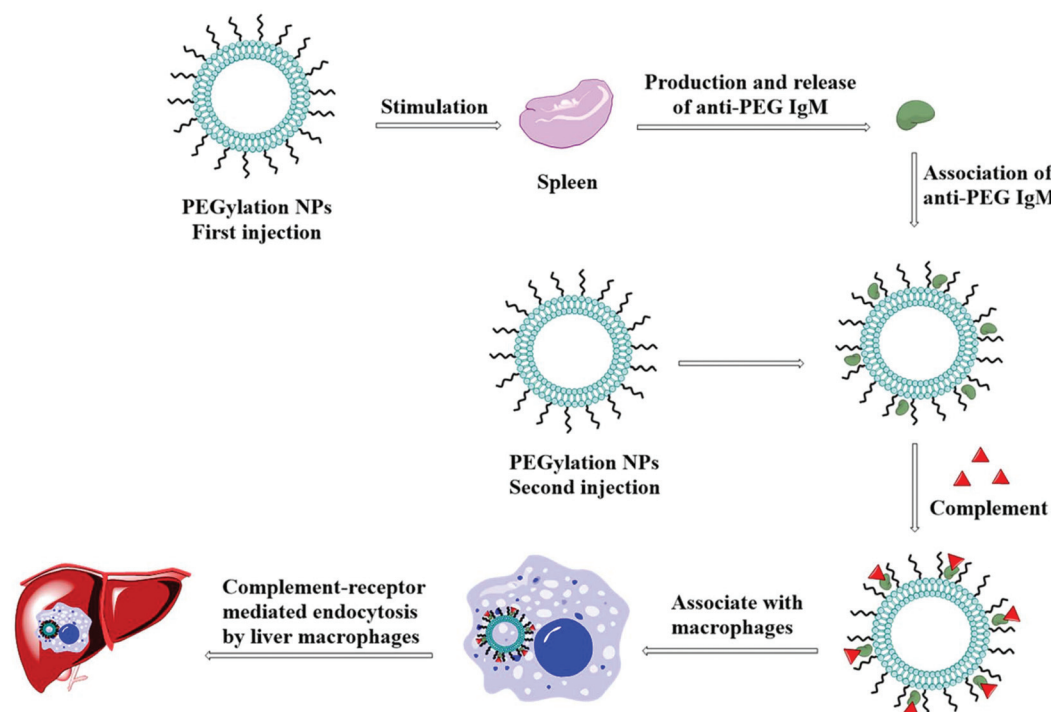 Stimulation
Production and release
of anti-PEG IgM
Spleen
PEGylation NPs
First injection
Association of
anti-PEG IgM
PEGylation NPs
Second injection
Complement
Complement-receptor
mediated endocytosis
by liver macrophages
Associate with
macrophages